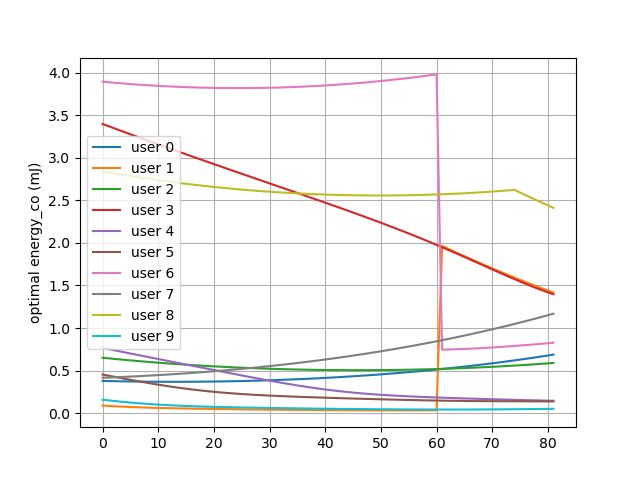 optimal energy_co (mJ)
4.0
3.5
3.0
2.5
2.0
1.5
1.0
0.5
0.0
user 0
user 1
user 2
user 3
user 4
user 5
user 6
user 7
user 8
user 9
0 10 20 30 40 50 60 70 80